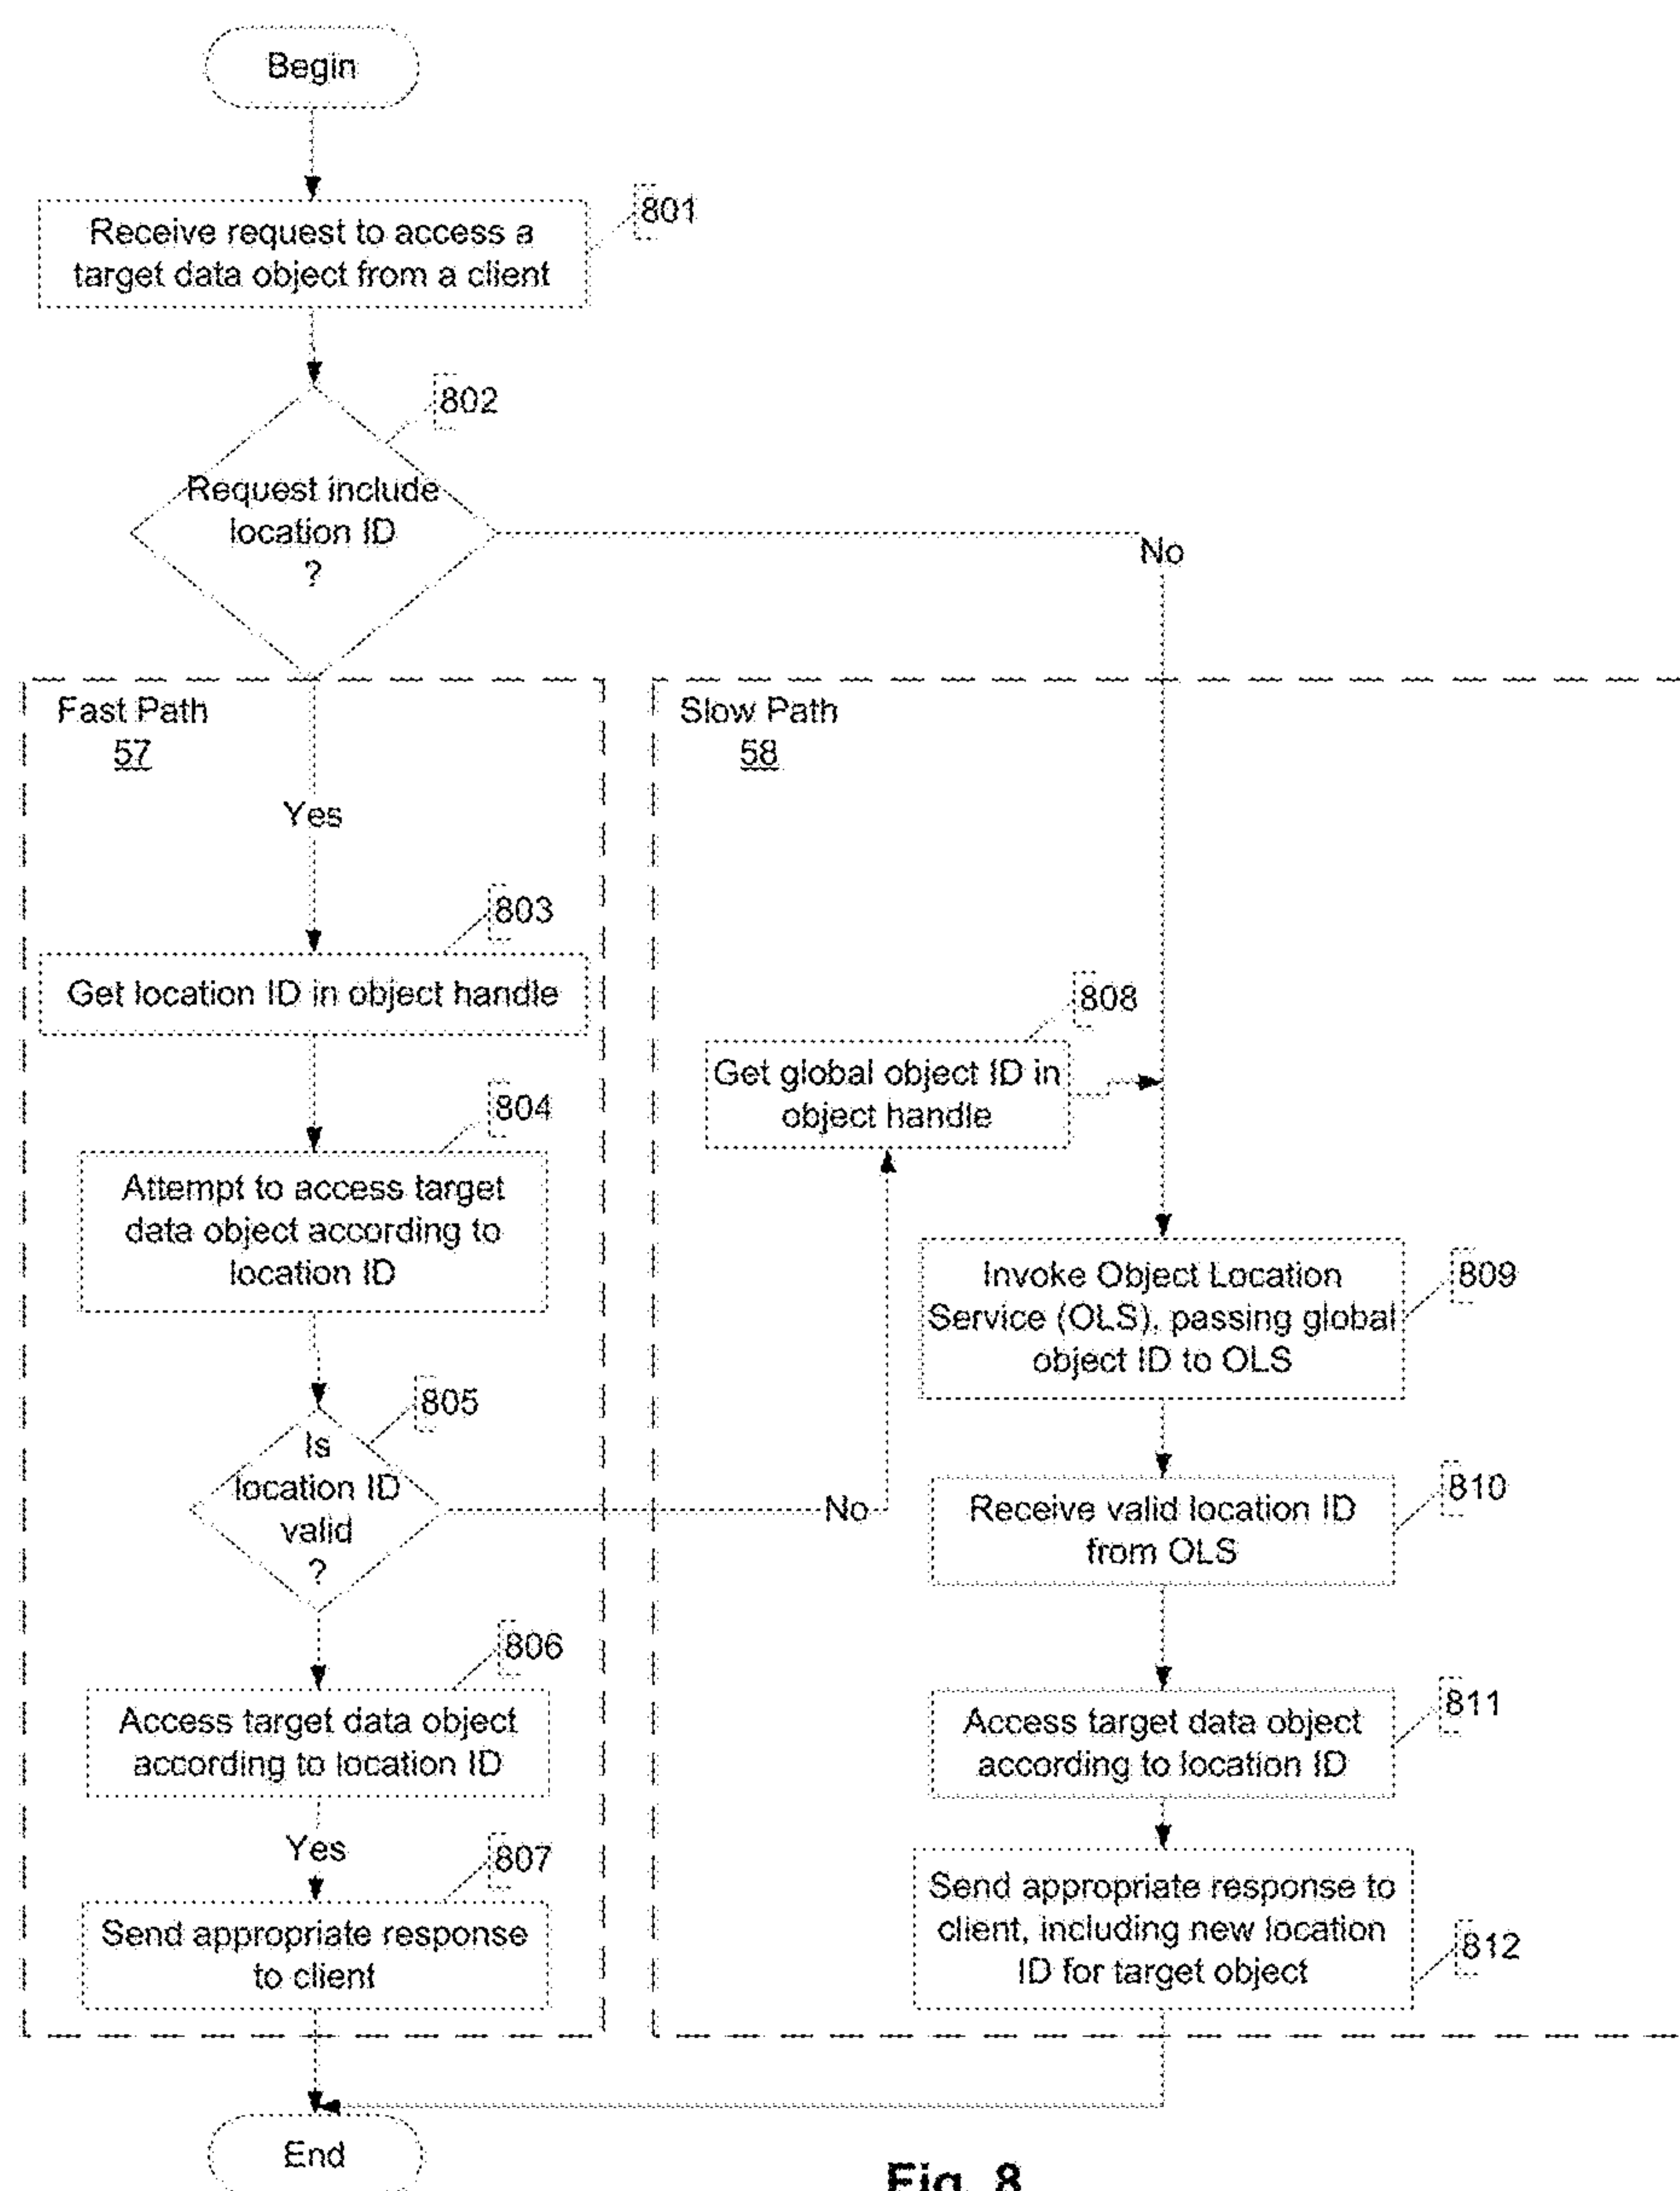 Begin
Receive request to access a
target data object from a client
801
802
Request include
location ID
?
No
Fast Path
57
Slow Path
58
Yes
803
Get location ID in object handle
808
Get global object ID in
object handle
804
Attempt to access target
data object according to
location ID
Invoke Object Location
Service (OLS), passing global
object ID to OLS
809
805
Is
location ID
valid
?
No
Receive valid location ID
from OLS
810
806
Access target data object
according to location ID
Access target data object
according to location ID
811
Yes
807
Send appropriate response
to client
Send appropriate response to
client, including new location
ID for target object
812
End
Fig. 8